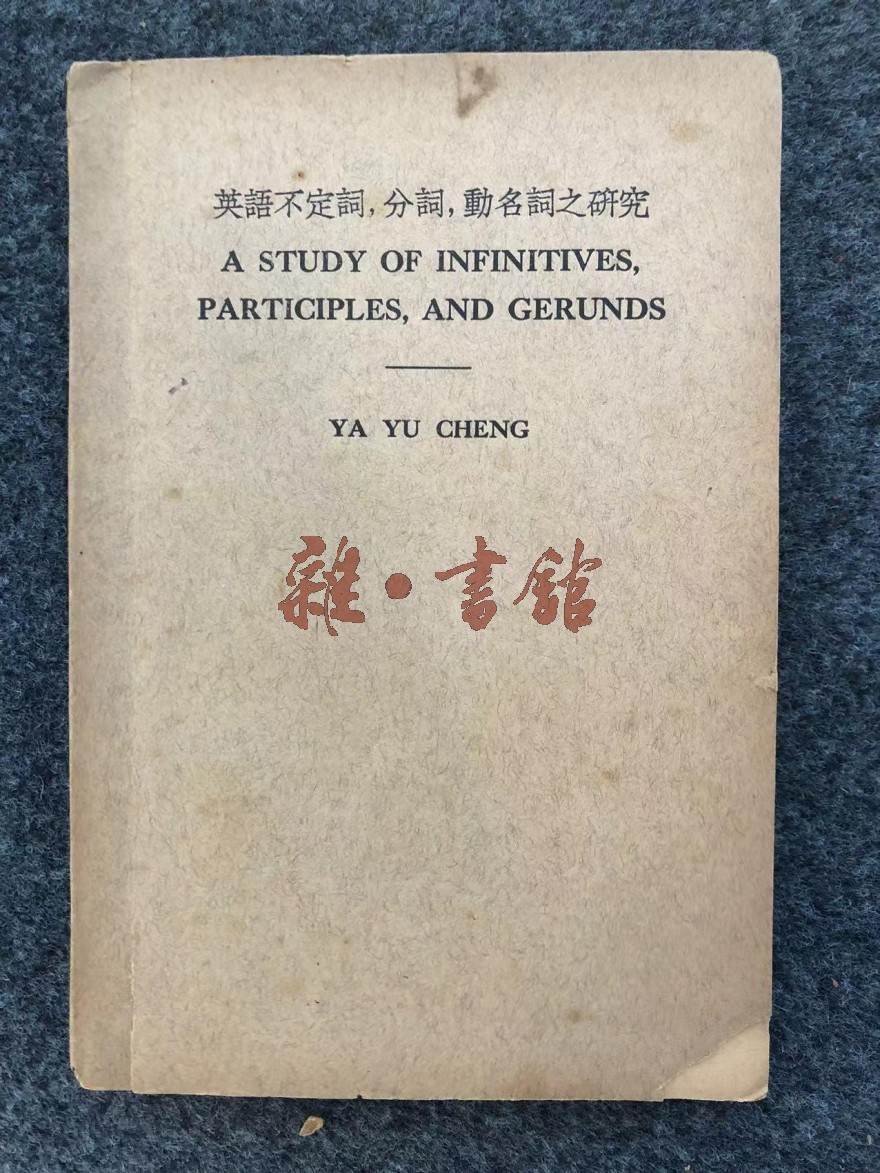 英語不定詞,分詞,動名詞之研究
A STUDY OF INFINITIVES,
PARTICIPLES, AND GERUNDS
YA YU CHENG
雜·書館